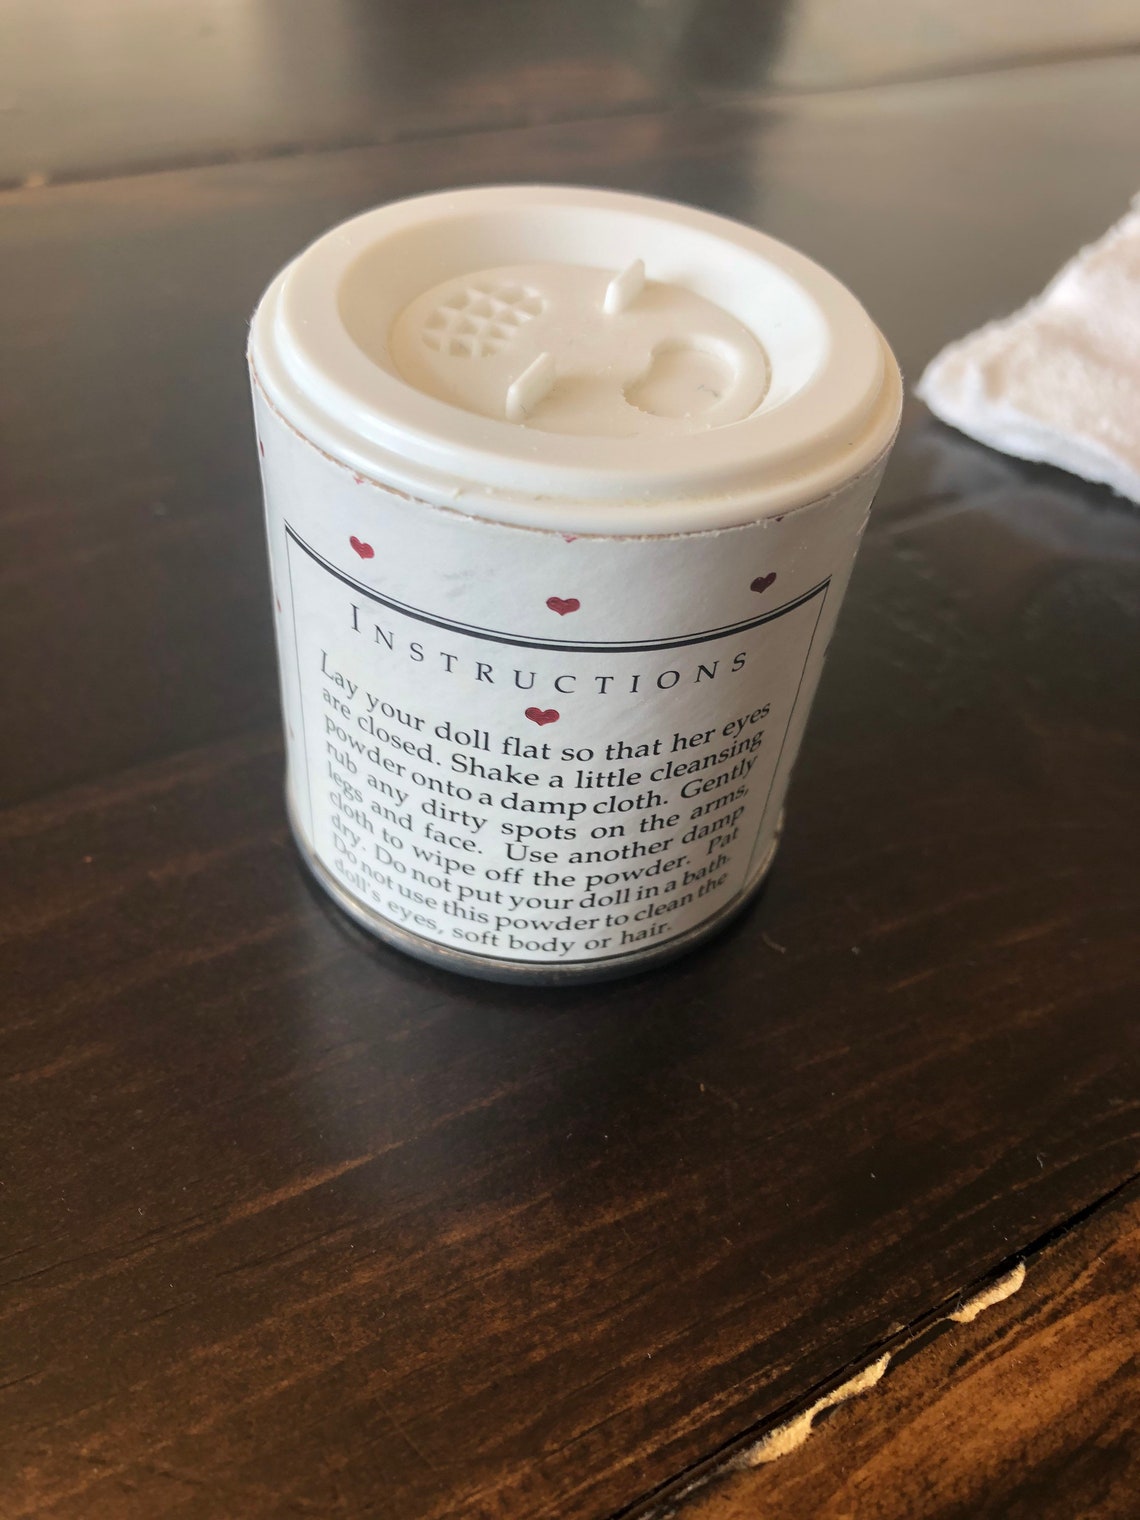 INSTRUCTIONS
Lay your doll flat so that her eyes
are closed. Shake a little cleansing
powder onto a damp cloth. Gently
rub any dirty spots on the arms,
legs and face. Use another damp
cloth to wipe off the powder. Pat
dry. Do not put your doll in a bath.
Do not use this powder to clean the
doll's eyes, soft body or hair.